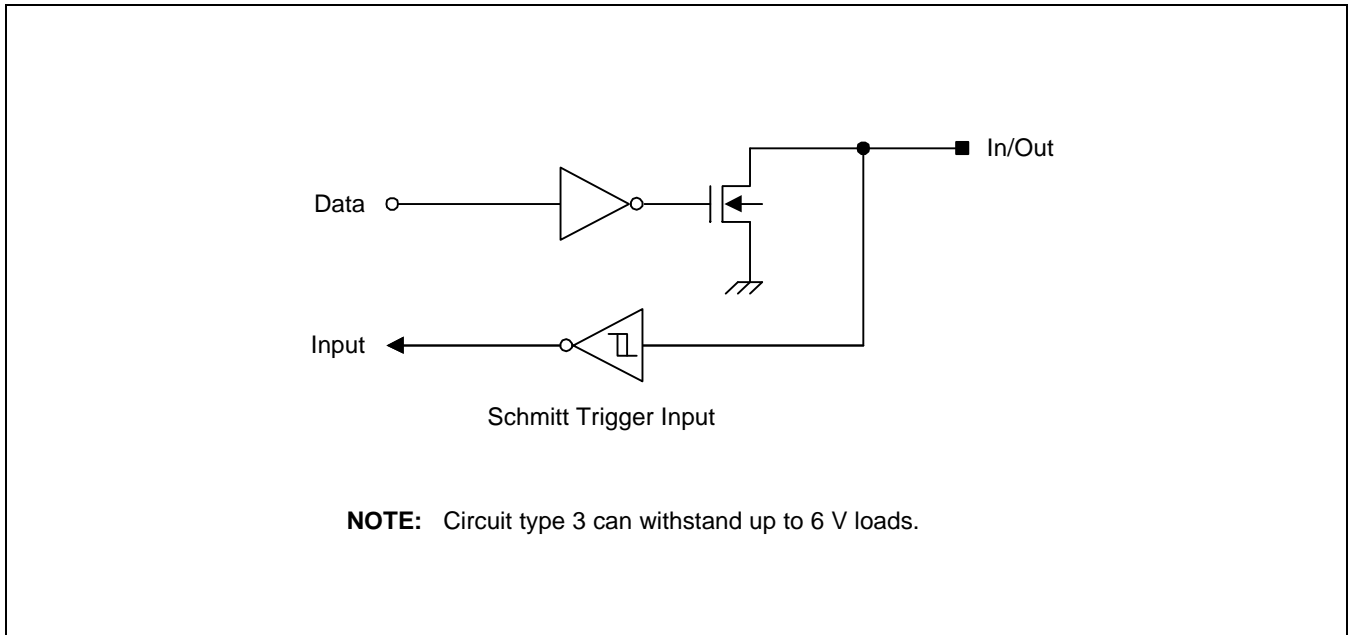 In/Out
Data
Input
Schmitt Trigger Input
NOTE: Circuit type 3 can withstand up to 6 V loads.